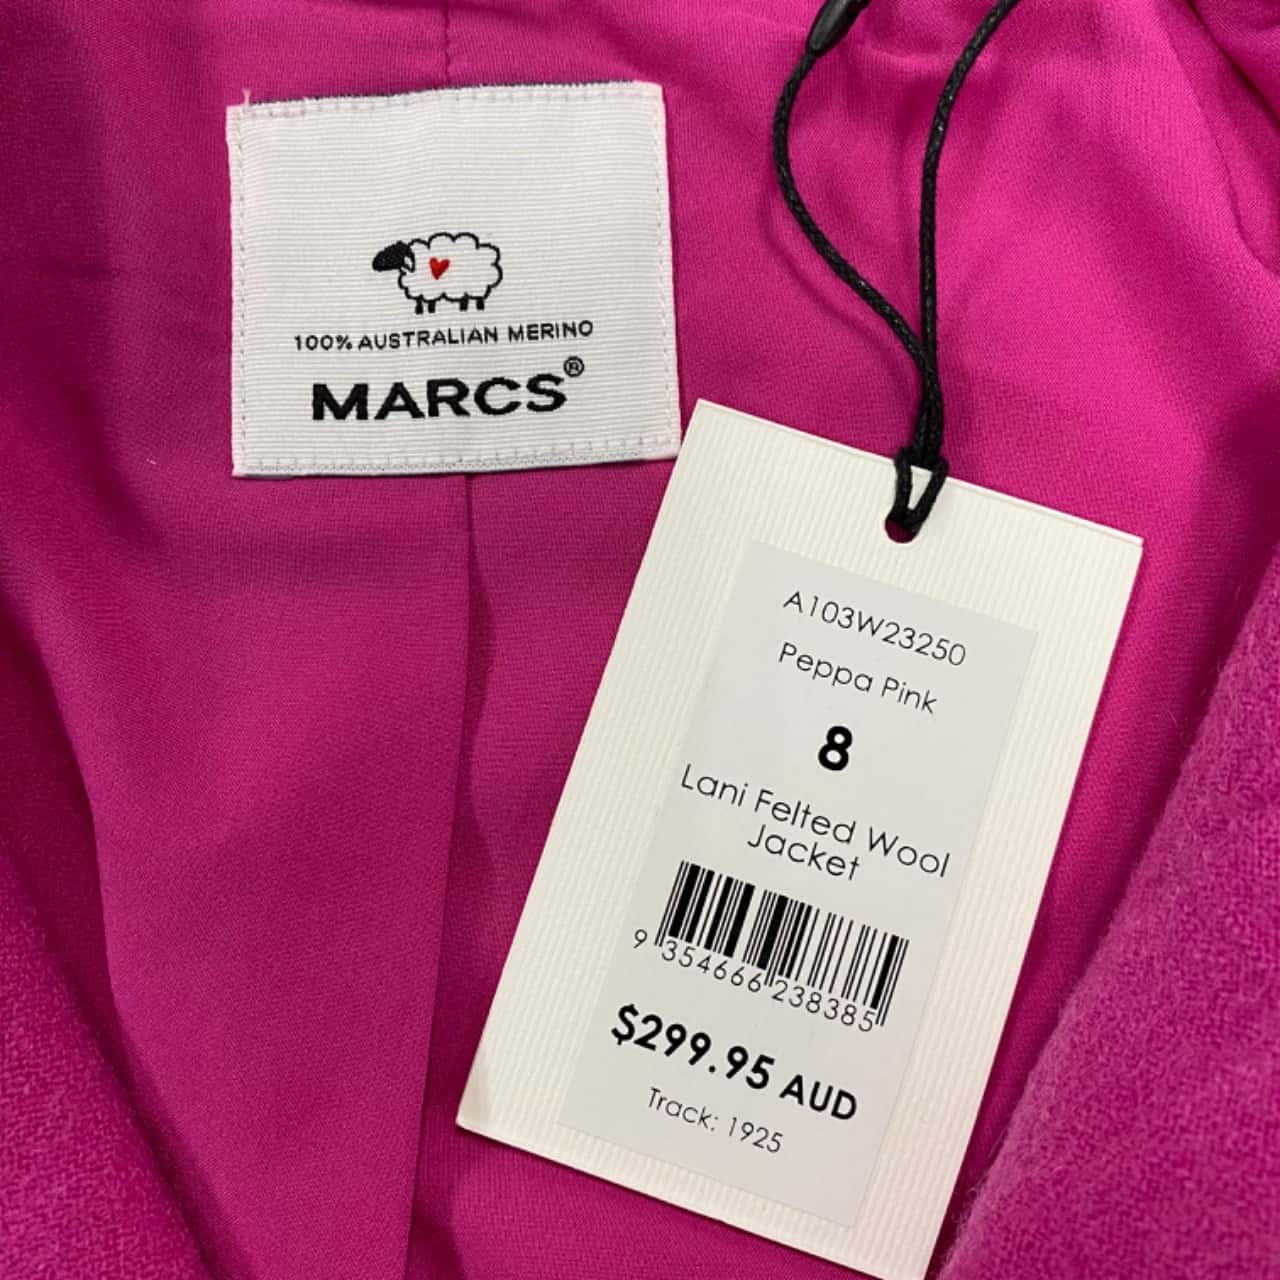 100% AUSTRALIAN MERINO
MARCS®
A103W23250
Peppa Pink
8
Lani Felted Wool
Jacket
9 354666 238385
$299.95 AUD
Track: 1925